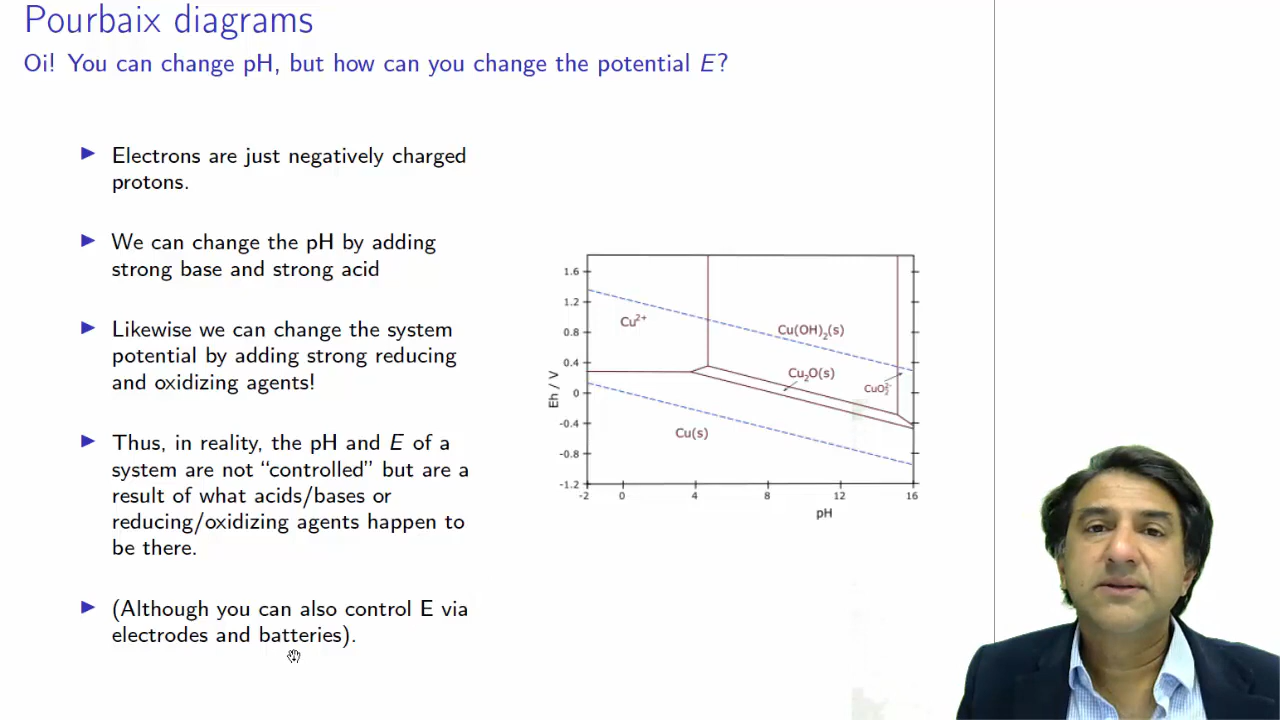 Pourbaix diagrams
Oi! You can change pH, but how can you change the potential E?
Electrons are just negatively charged
protons.
We can change the pH by adding
strong base and strong acid
Likewise we can change the system
potential by adding strong reducing
and oxidizing agents!
Thus, in reality, the pH and E of a
system are not “controlled” but are a
result of what acids/bases or
reducing/oxidizing agents happen to
be there.
(Although you can also control E via
electrodes and batteries).
Eh / V
1.6
1.2
0.8
0.4
0
-0.4
-0.8
-1.2
Cu²⁺
Cu(OH)₂(s)
Cu₂O(s)
CuO₂²⁻
Cu(s)
-2 0 4 8 12 16
pH